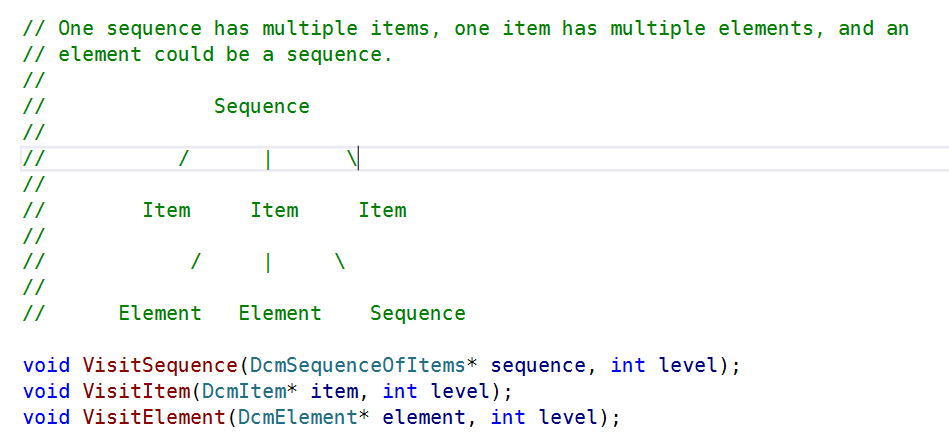 // One sequence has multiple items, one item has multiple elements, and an
// element could be a sequence.
//
//              Sequence
//
//           /      |      \
//
//        Item     Item     Item
//
//            /     |     \
//
//      Element   Element    Sequence
void VisitSequence(DcmSequenceOfItems* sequence, int level);
void VisitItem(DcmItem* item, int level);
void VisitElement(DcmElement* element, int level);